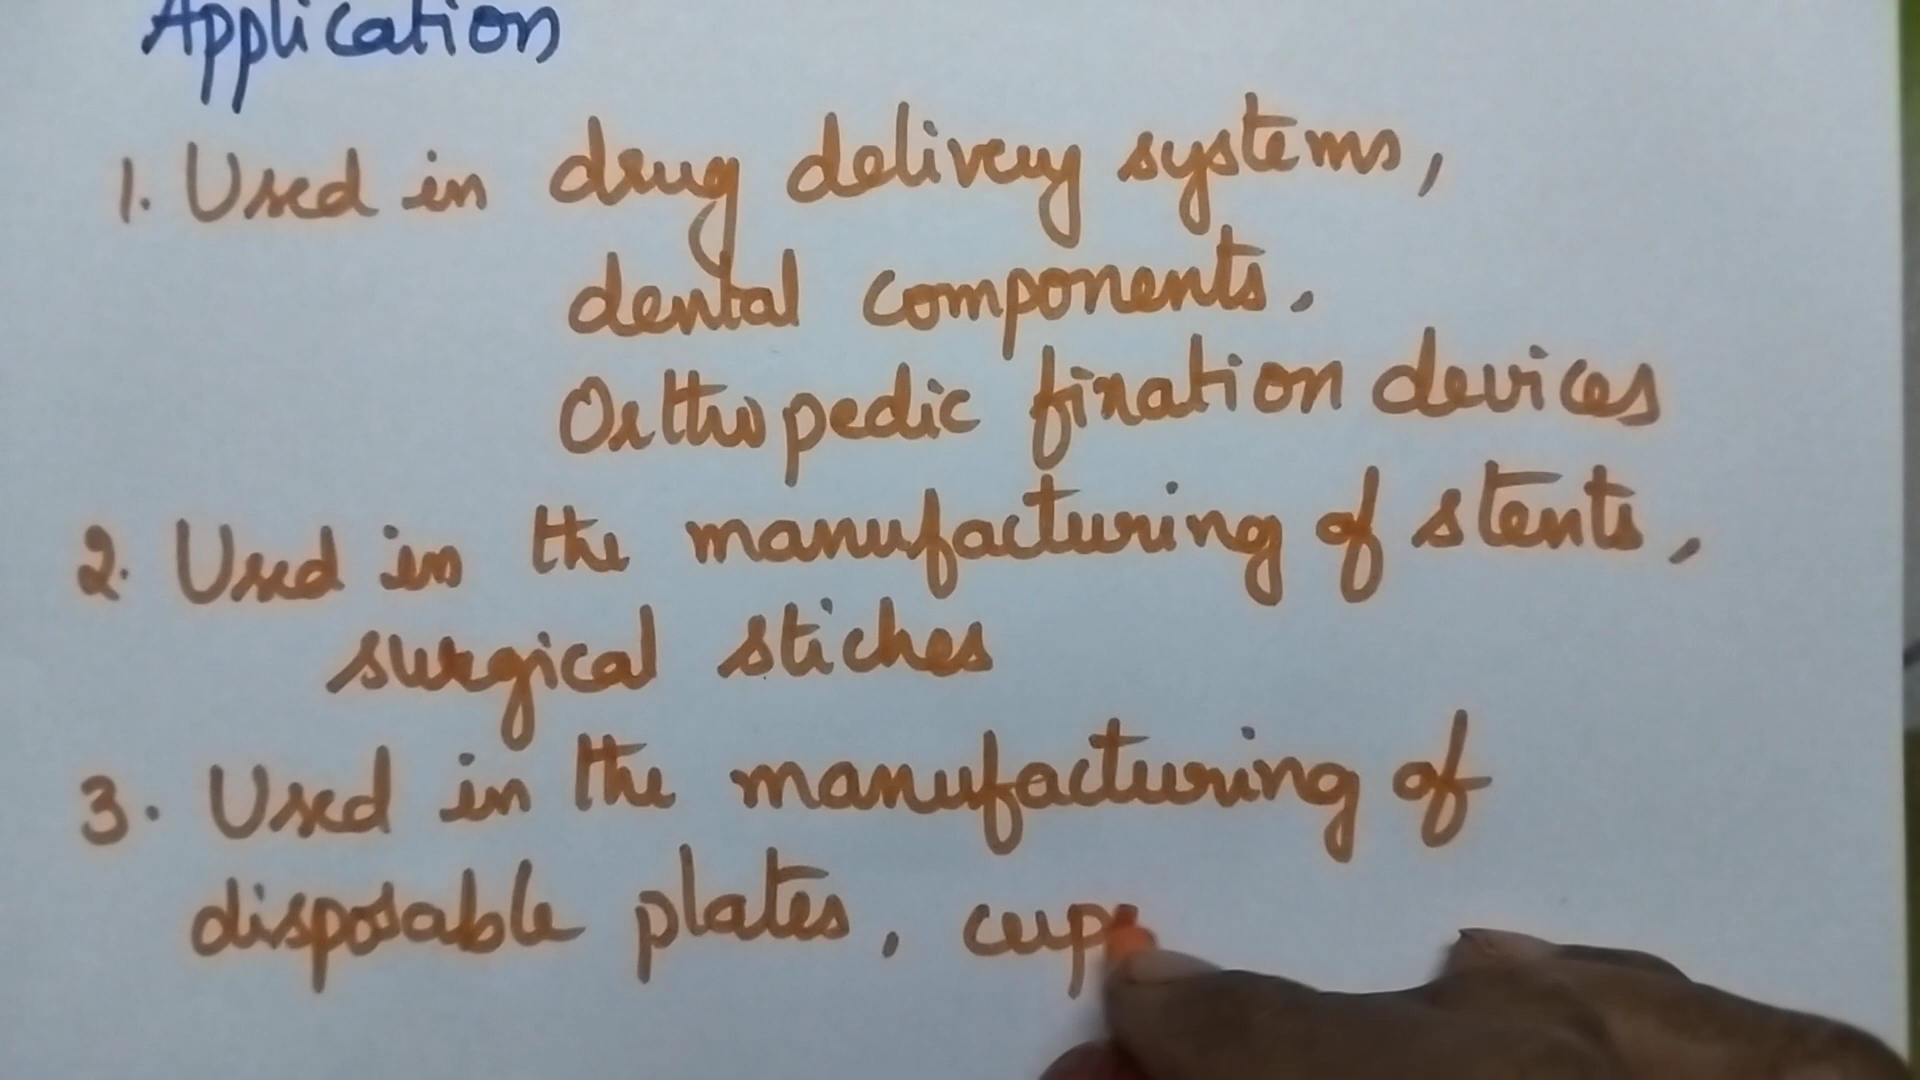 Application
1. Used in drug delivery systems,
dental components.
Orthopedic fixation devices
2. Used in the manufacturing of stents,
surgical stiches
3. Used in the manufacturing of
disposable plates, cup